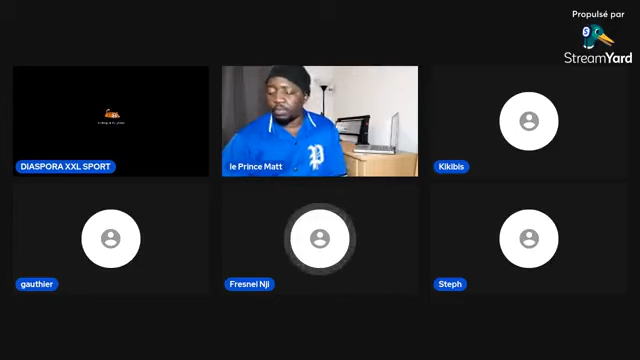 Propulsé par
StreamYard
DIASPORA XXL SPORT
le Prince Matt
P
Kikibis
gauthier
Fresnel Nji
Steph